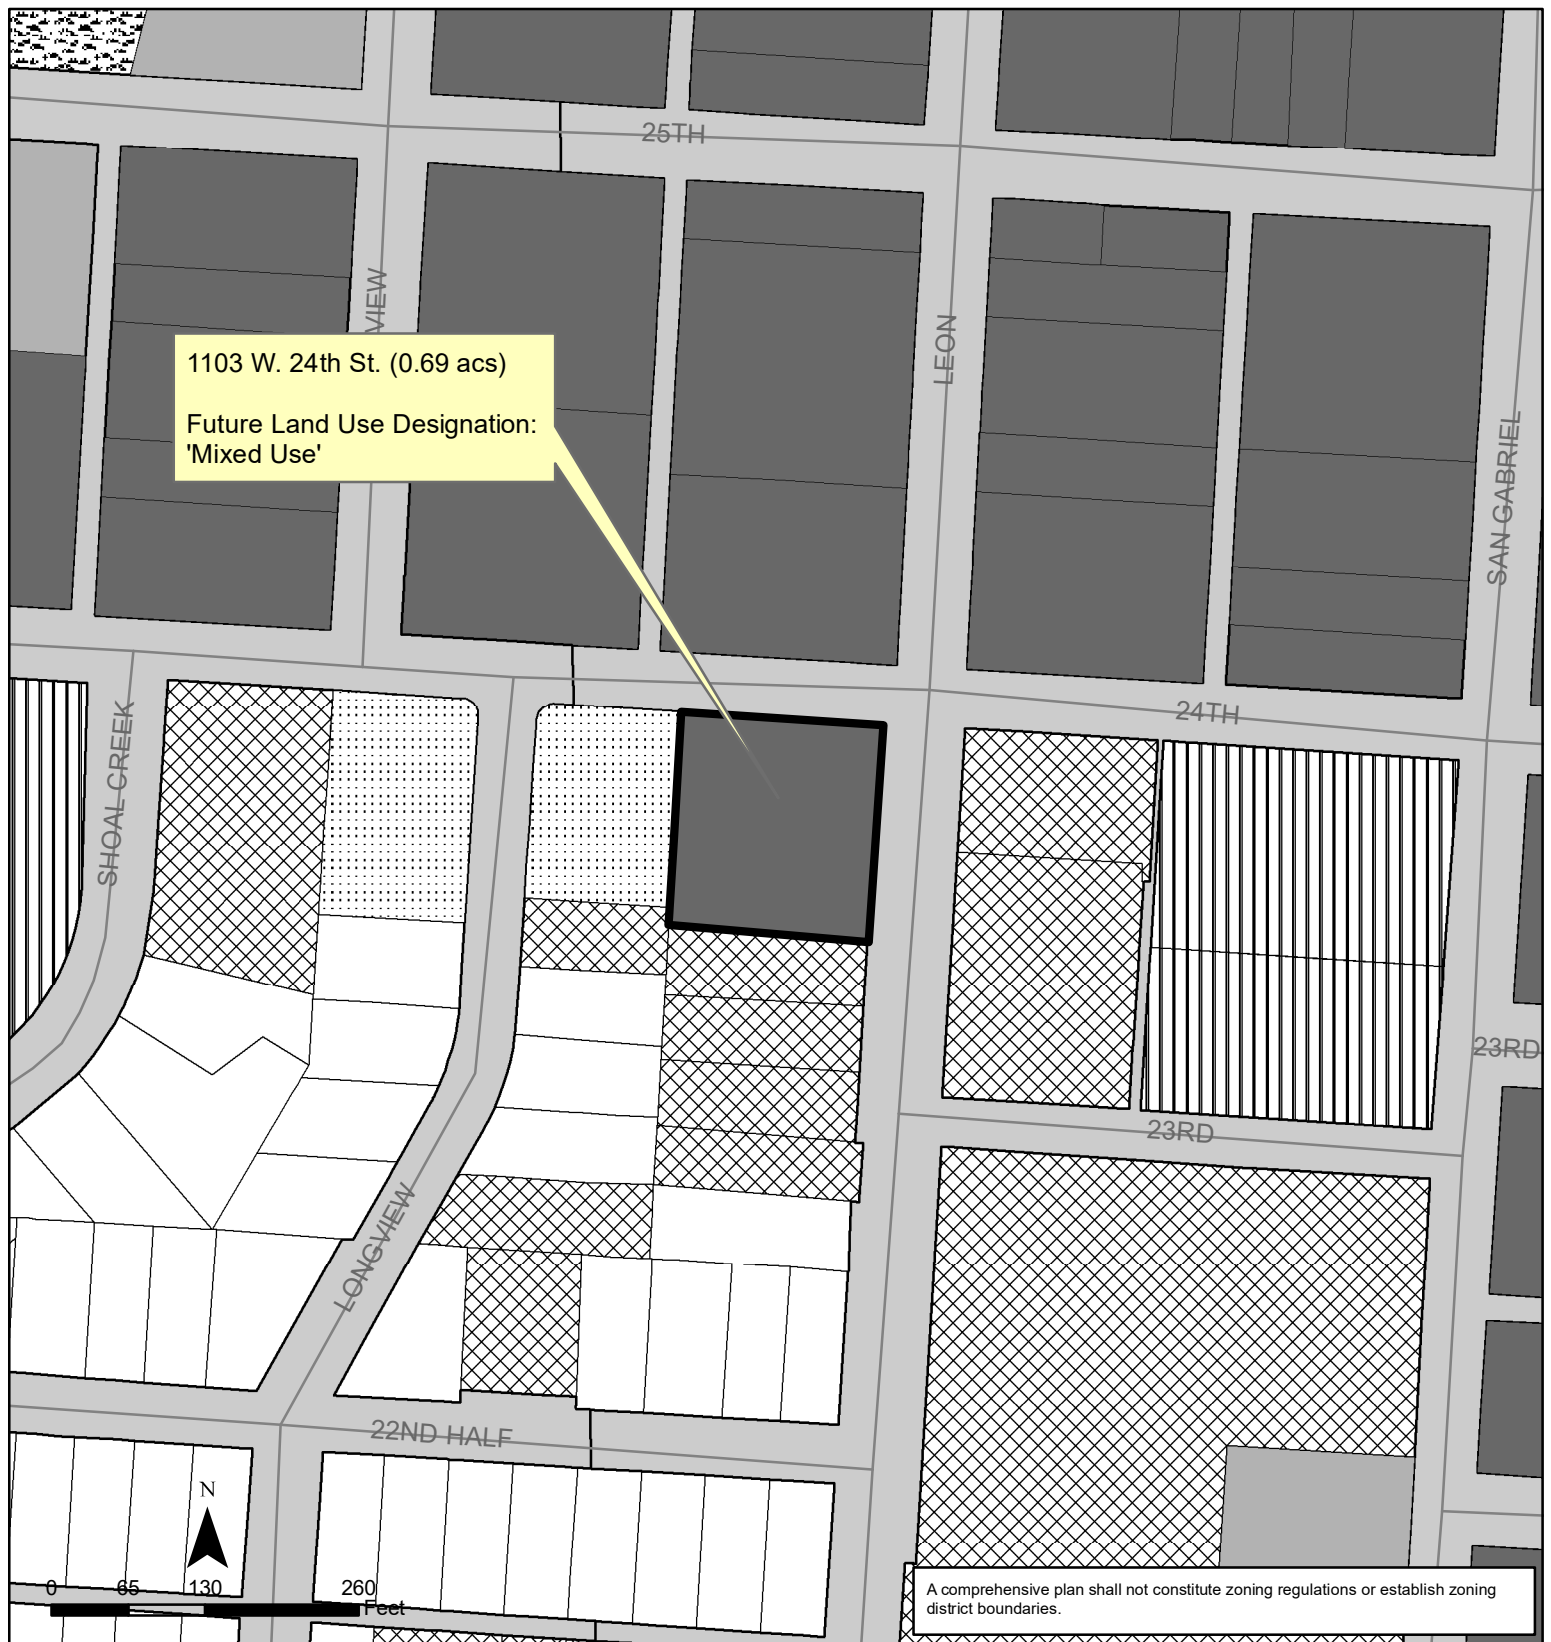 25TH
VIEW
LEON
1103 W. 24th St. (0.69 acs)
Future Land Use Designation:
'Mixed Use'
SAN GABRIEL
24TH
SHOAL CREEK
23RD
23RD
LONGVIEW
22ND HALF
N
0 65 130 260
Feet
A comprehensive plan shall not constitute zoning regulations or establish zoning
district boundaries.